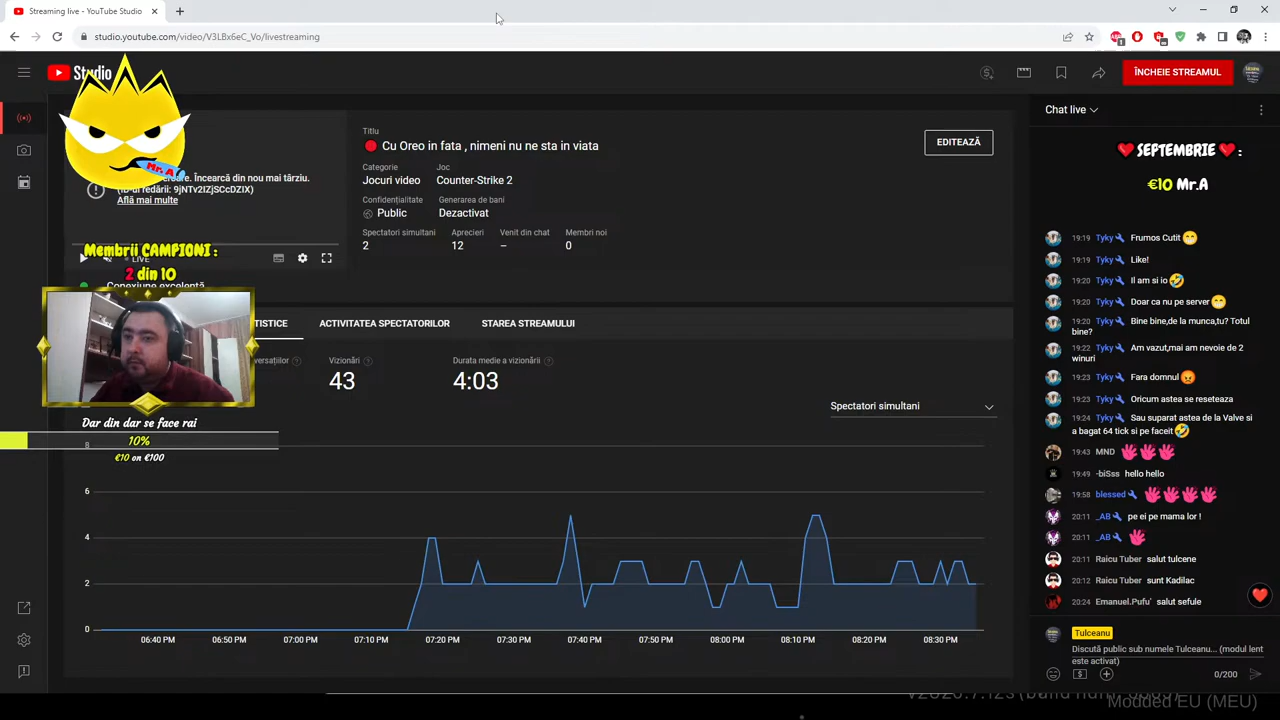 Streaming live - YouTube Studio
studio.youtube.com/video/V3LBx6eC_Vo/livestreaming
Studio
ÎNCHEIE STREAMUL
Titlu
Cu Oreo in fata , nimeni nu ne sta in viata
EDITEAZĂ
Categorie
Joc
Jocuri video
Counter-Strike 2
Confidențialitate
Generarea de bani
Public
Dezactivat
Spectatori simultani
Aprecieri
Venit din chat
Membri noi
2
12
–
0
Încearcă din nou mai târziu.
(ID-ul redării: 9jNTv2IZjSCcDZIX)
Află mai multe
Mr. A
LIVE
Membrii CAMPIONI :
2 din 10
Conexiune excelentă
ACTIVITATEA SPECTATORILOR
STAREA STREAMULUI
Vizionări
Durata medie a vizionării
43
4:03
Spectatori simultani
Dar din dar se face rai
10%
€10 on €100
8
6
4
2
0
06:40 PM
06:50 PM
07:00 PM
07:10 PM
07:20 PM
07:30 PM
07:40 PM
07:50 PM
08:00 PM
08:10 PM
08:20 PM
08:30 PM
Chat live
SEPTEMBRIE :
€10 Mr.A
19:19 Tyky Frumos Cutit
19:19 Tyky Like!
19:20 Tyky Il am si io
19:20 Tyky Doar ca nu pe server
19:20 Tyky Bine bine,de la munca,tu? Totul
bine?
19:22 Tyky Am vazut,mai am nevoie de 2
winuri
19:23 Tyky Fara domnul
19:23 Tyky Oricum astea se reseteaza
19:24 Tyky Sau suparat astea de la Valve si
a bagat 64 tick si pe faceit
19:43 MND
19:49 -biSss hello hello
19:58 blessed
20:11 _AB pe ei pe mama lor !
20:11 _AB
20:11 Raicu Tuber salut tulcene
20:12 Raicu Tuber sunt Kadilac
20:24 Emanuel.Pufu' salut sefule
Tulceanu
Discută public sub numele Tulceanu... (modul lent
este activat)
0/200
Modded EU (MEU)